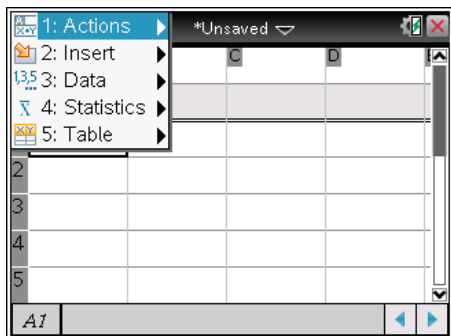 1: Actions
*Unsaved
2: Insert
C D
3: Data
4: Statistics
5: Table
2
3
4
5
A1